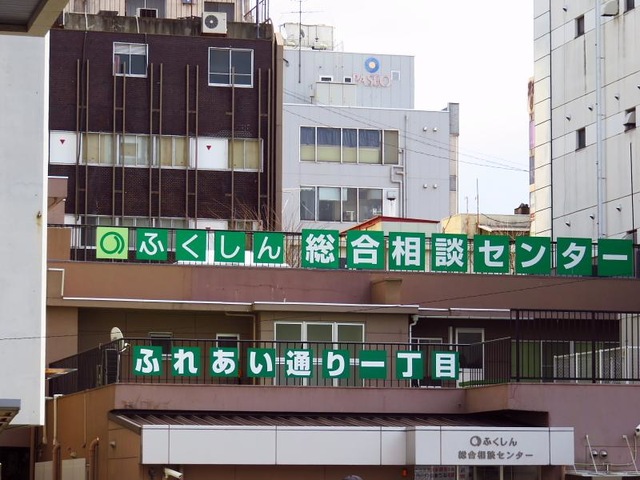 ふくしん 総合相談センター
ふれあい通り一丁目
ふくしん
総合相談センター